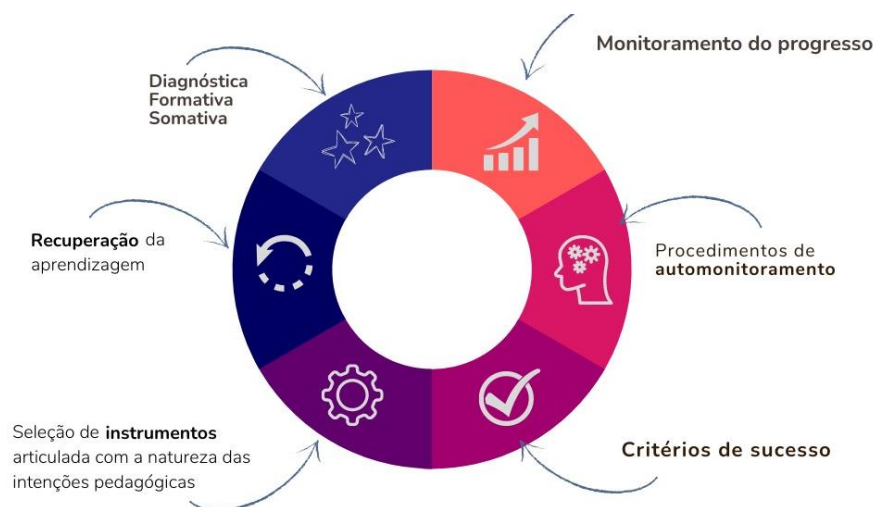 Monitoramento do progresso
Diagnóstica
Formativa
Somativa
Recuperação da
aprendizagem
Procedimentos de
automonitoramento
Seleção de instrumentos
articulada com a natureza das
intenções pedagógicas
Critérios de sucesso